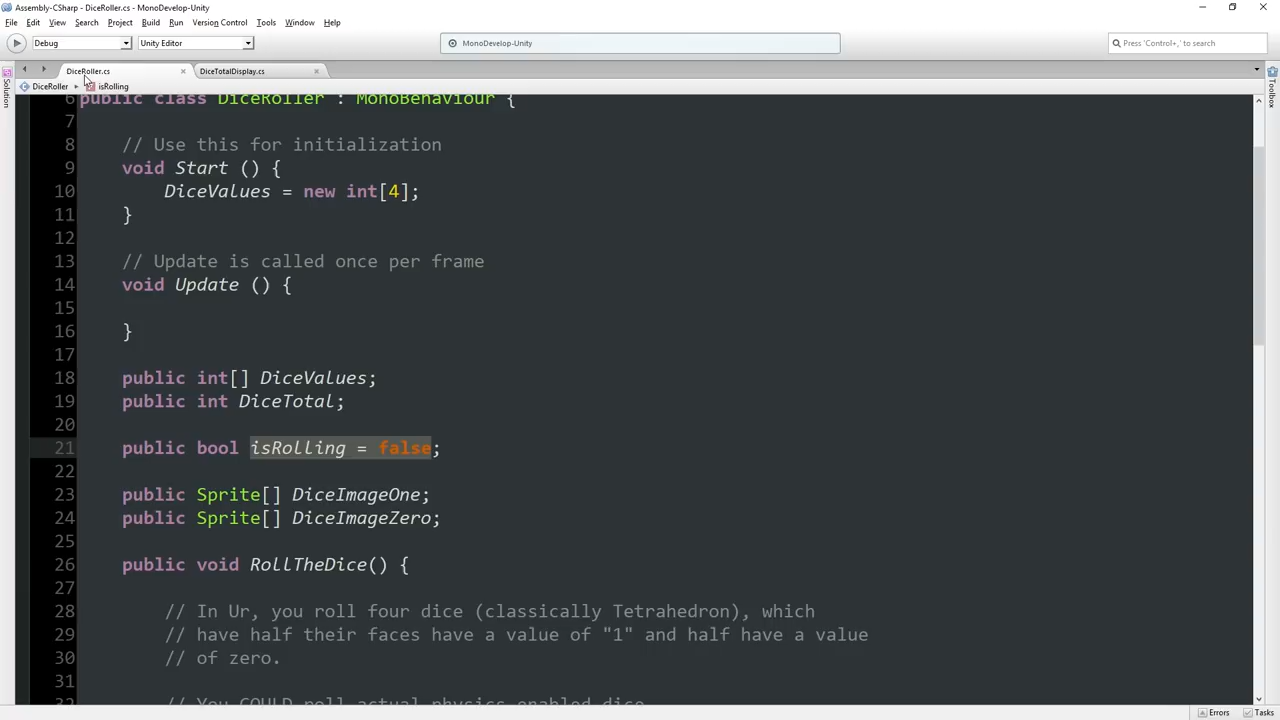 Assembly-CSharp - DiceRoller.cs - MonoDevelop-Unity
File Edit View Search Project Build Run Version Control Tools Window Help
Debug Unity Editor MonoDevelop-Unity Press 'Control+,' to search
DiceRoller.cs DiceTotalDisplay.cs
Solution
Toolbox
DiceRoller isRolling
6 public class DiceRoller : MonoBehaviour {
7
8 // Use this for initialization
9 void Start () {
10 DiceValues = new int[4];
11 }
12
13 // Update is called once per frame
14 void Update () {
15
16 }
17
18 public int[] DiceValues;
19 public int DiceTotal;
20
21 public bool isRolling = false;
22
23 public Sprite[] DiceImageOne;
24 public Sprite[] DiceImageZero;
25
26 public void RollTheDice() {
27
28 // In Ur, you roll four dice (classically Tetrahedron), which
29 // have half their faces have a value of "1" and half have a value
30 // of zero.
31
32 // You COULD roll actual physics enabled dice.
Errors Tasks